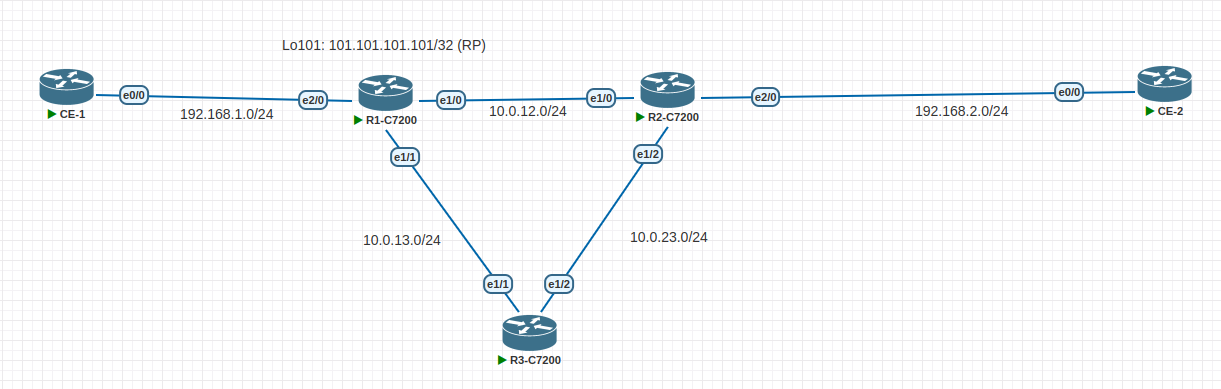 Lo101: 101.101.101.101/32 (RP)
e0/0
CE-1
192.168.1.0/24
e2/0
R1-C7200
e1/0
10.0.12.0/24
e1/0
R2-C7200
e2/0
192.168.2.0/24
e0/0
CE-2
e1/1
e1/2
10.0.13.0/24
10.0.23.0/24
e1/1
e1/2
R3-C7200